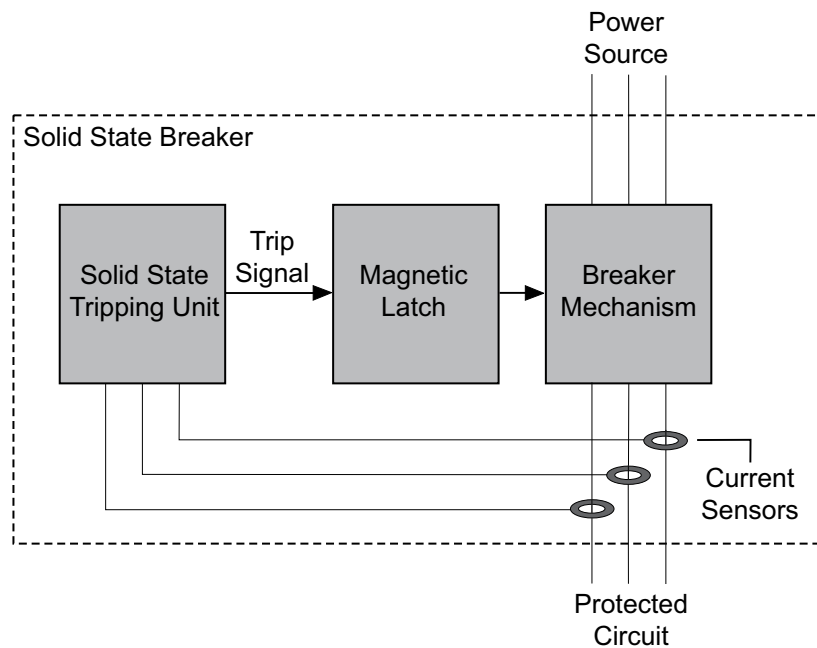 Power
Source
Solid State Breaker
Solid State
Tripping Unit
Trip
Signal
Magnetic
Latch
Breaker
Mechanism
Current
Sensors
Protected
Circuit